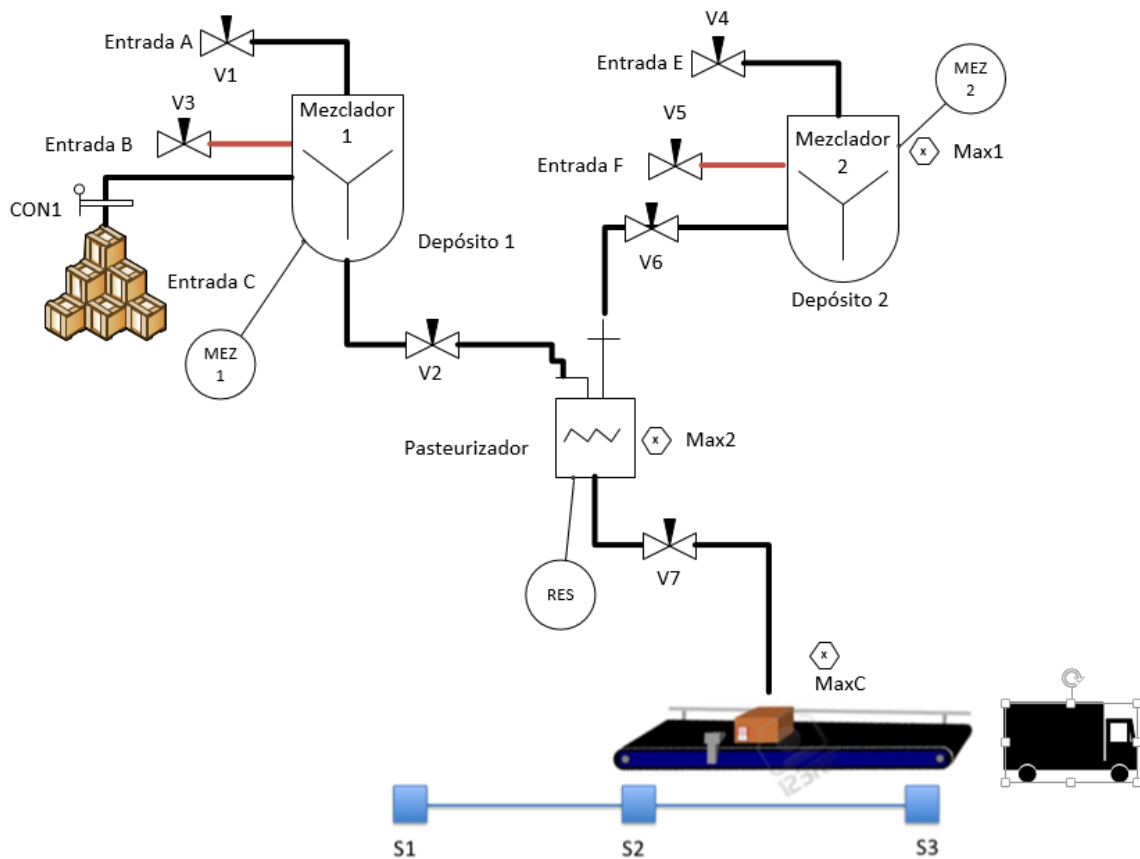 V4
Entrada A
V1
Entrada E
MEZ
2
V3
Mezclador
1
V5
Mezclador
2
Max1
Entrada B
Entrada F
CON1
Depósito 1
V6
Entrada C
Depósito 2
MEZ
1
V2
Pasteurizador
x
Max2
x
V7
RES
x
MaxC
S1
S2
S3